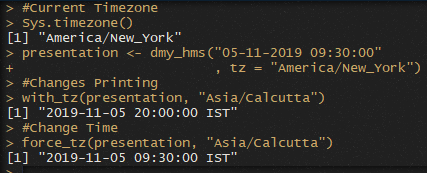 > #Current Timezone
> Sys.timezone()
[1] "America/New_York"
> presentation <- dmy_hms("05-11-2019 09:30:00"
+                         , tz = "America/New_York")
> #Changes Printing
> with_tz(presentation, "Asia/Calcutta")
[1] "2019-11-05 20:00:00 IST"
> #Change Time
> force_tz(presentation, "Asia/Calcutta")
[1] "2019-11-05 09:30:00 IST"
>